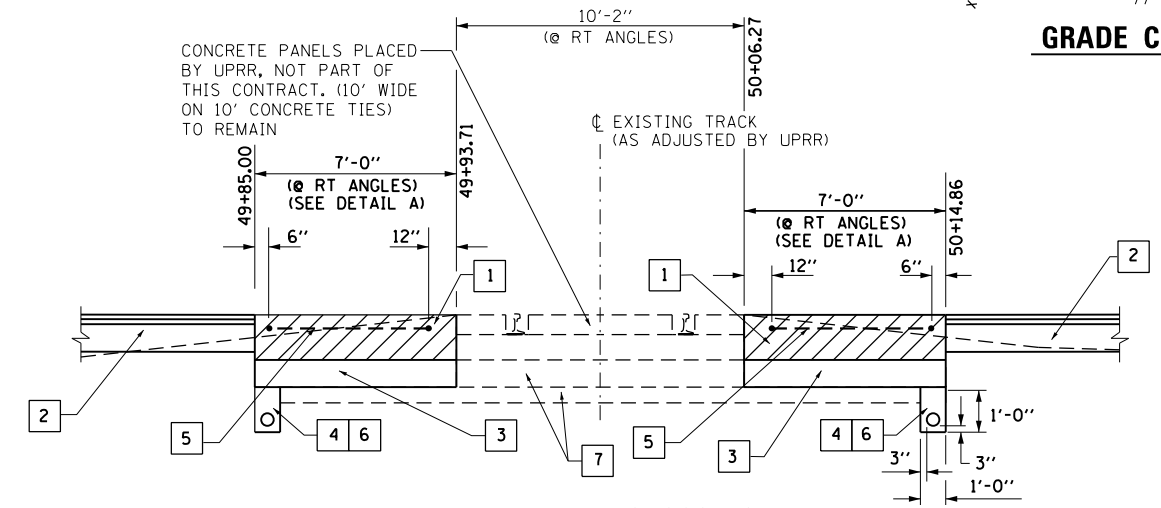 10'-2"
(@ RT ANGLES)
GRADE C
CONCRETE PANELS PLACED
BY UPRR, NOT PART OF
THIS CONTRACT. (10' WIDE
ON 10' CONCRETE TIES)
TO REMAIN
50+06.27
℄ EXISTING TRACK
(AS ADJUSTED BY UPRR)
49+85.00
7'-0"
(@ RT ANGLES)
(SEE DETAIL A)
49+93.71
7'-0"
(@ RT ANGLES)
(SEE DETAIL A)
50+14.86
6"
12"
12"
6"
1
1
2
2
5
4 6
3
7
5
3
4 6
1'-0"
3"
3"
1'-0"